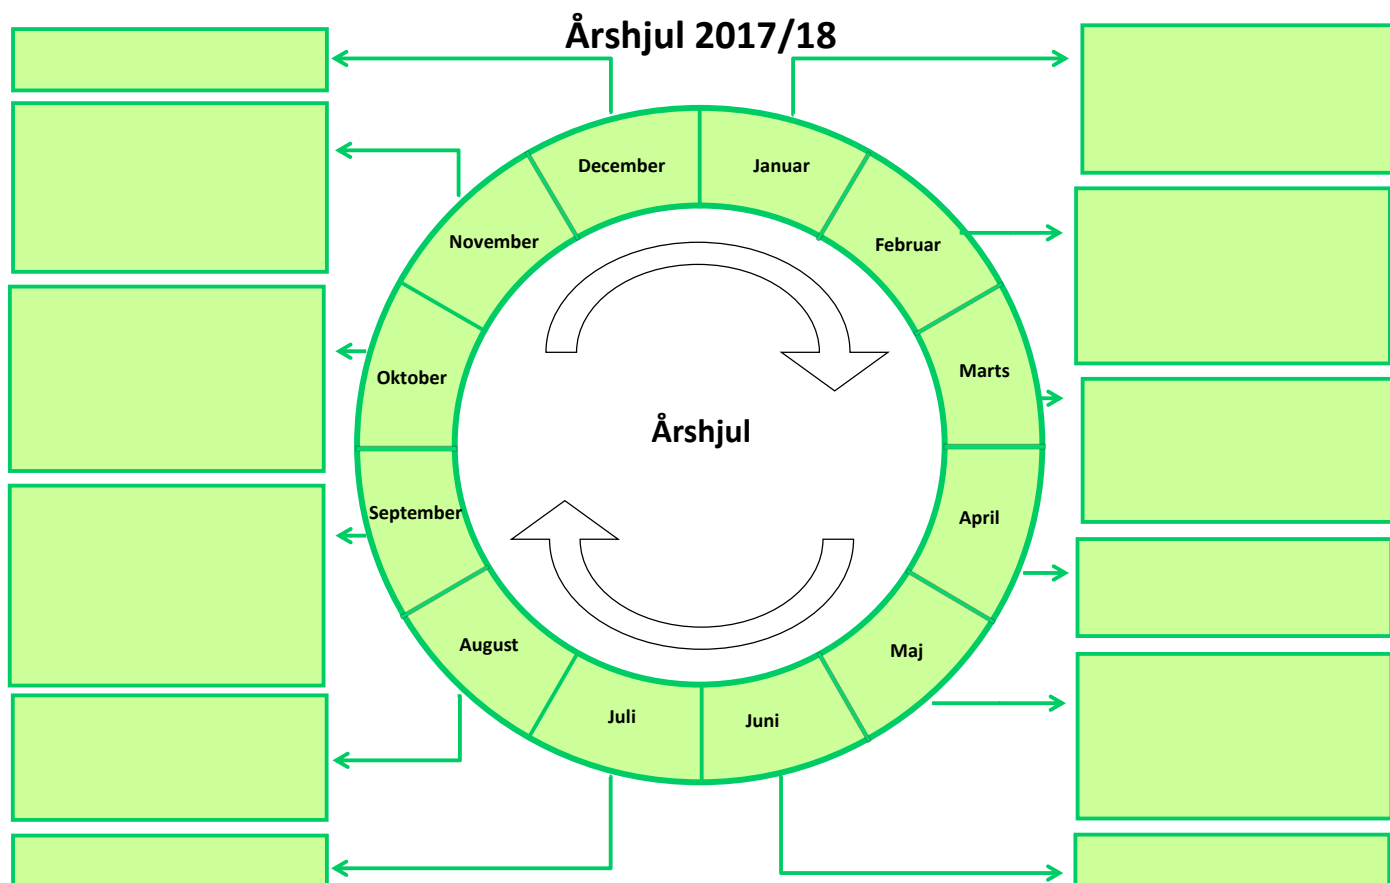 Årshjul 2017/18
December
Januar
November
Februar
Oktober
Marts
Årshjul
September
April
August
Maj
Juli
Juni